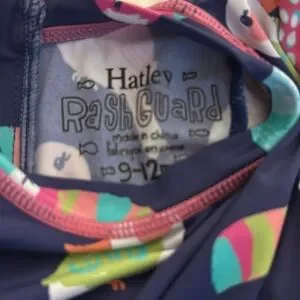 Hatley
RashGuaRd
made in china
fabriqué en chine
9-12